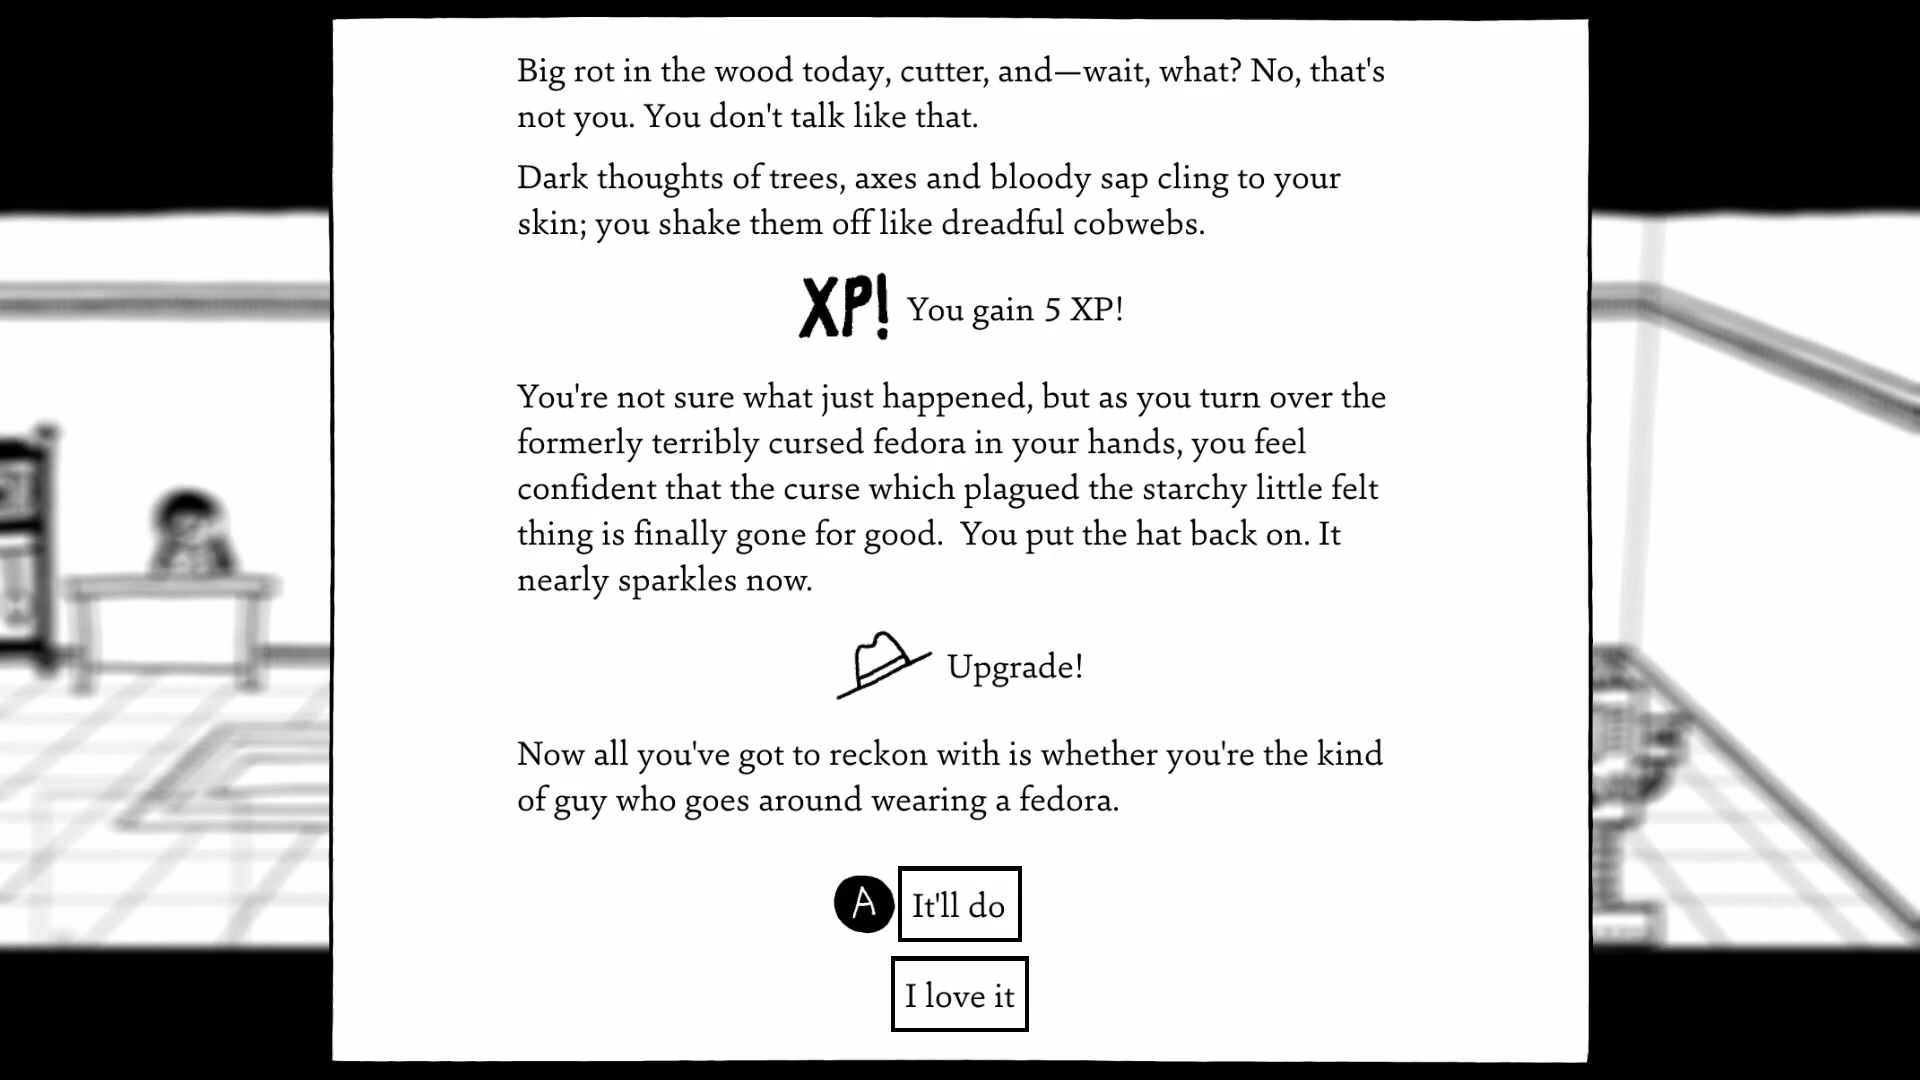 Big rot in the wood today, cutter, and—wait, what? No, that's
not you. You don't talk like that.
Dark thoughts of trees, axes and bloody sap cling to your
skin; you shake them off like dreadful cobwebs.
XP! You gain 5 XP!
You're not sure what just happened, but as you turn over the
formerly terribly cursed fedora in your hands, you feel
confident that the curse which plagued the starchy little felt
thing is finally gone for good.  You put the hat back on. It
nearly sparkles now.
Upgrade!
Now all you've got to reckon with is whether you're the kind
of guy who goes around wearing a fedora.
A It'll do
I love it